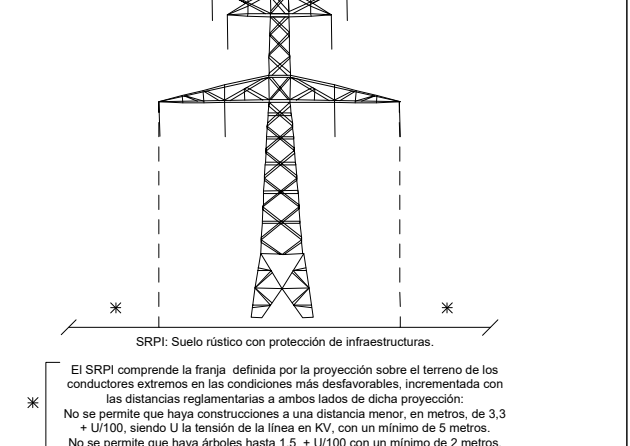 SRPI: Suelo rústico con protección de infraestructuras.
El SRPI comprende la franja definida por la proyección sobre el terreno de los
conductores extremos en las condiciones más desfavorables, incrementada con
las distancias reglamentarias a ambos lados de dicha proyección:
No se permite que haya construcciones a una distancia menor, en metros, de 3,3
+ U/100, siendo U la tensión de la línea en KV, con un mínimo de 5 metros.
No se permite que haya árboles hasta 1,5 + U/100 con un mínimo de 2 metros.